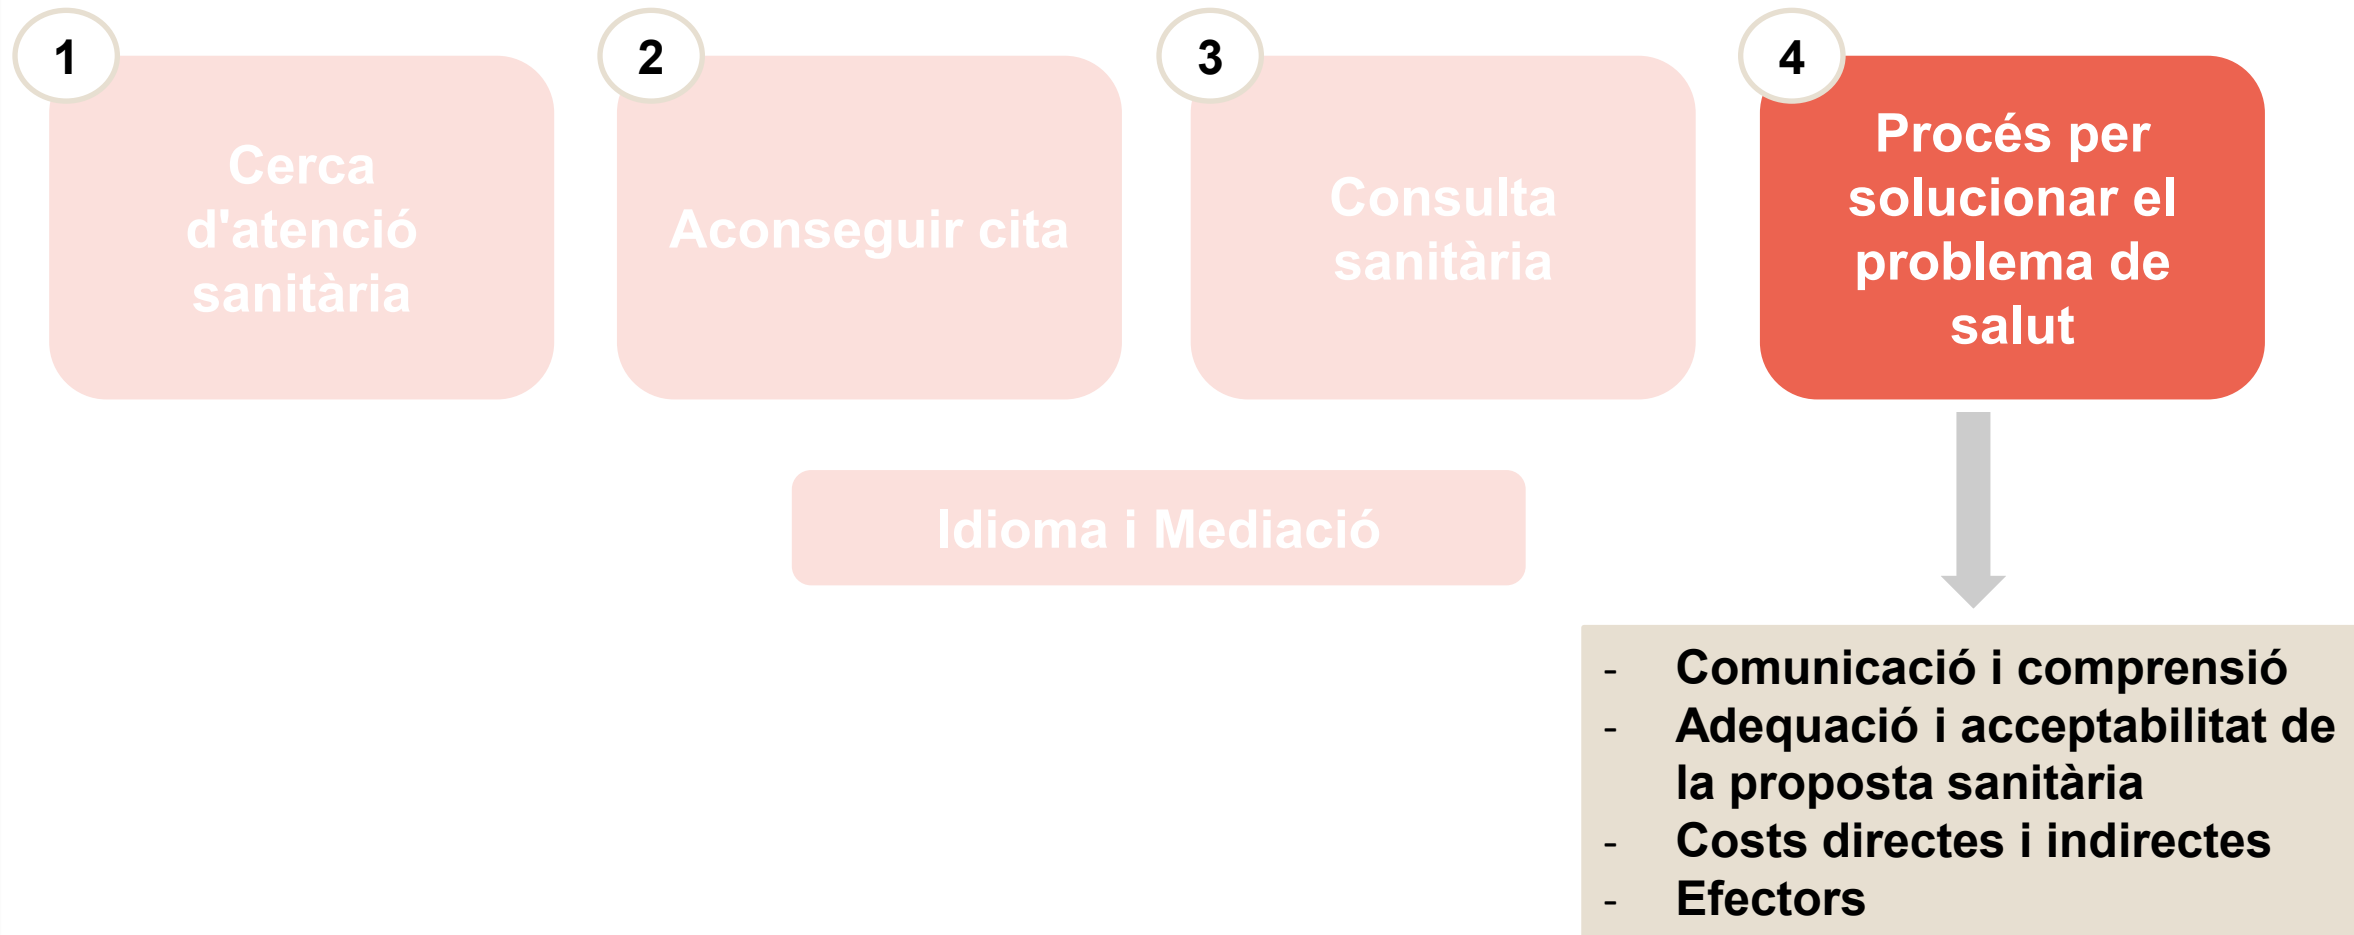 1
Cerca
d'atenció
sanitària
2
Aconseguir cita
3
Consulta
sanitària
4
Procés per
solucionar el
problema de
salut
Idioma i Mediació
- Comunicació i comprensió
- Adequació i acceptabilitat de
la proposta sanitària
- Costs directes i indirectes
- Efectors